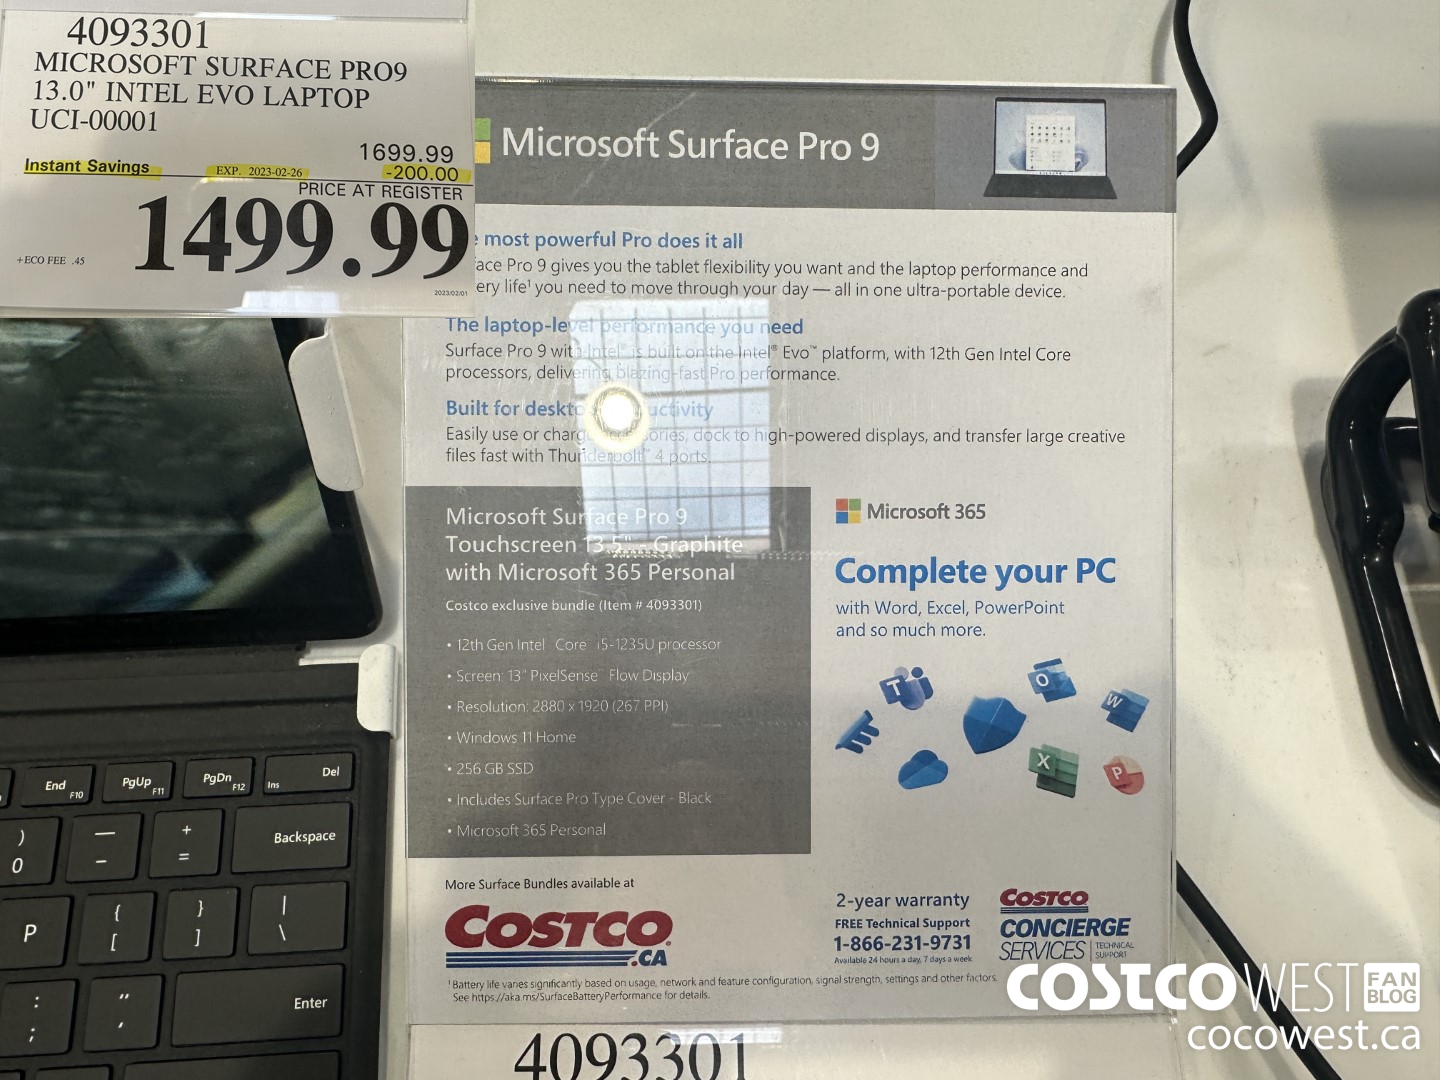 4093301
MICROSOFT SURFACE PRO9
13.0" INTEL EVO LAPTOP
UCI-00001
1699.99
Instant Savings EXP. 2023-02-26 -200.00
PRICE AT REGISTER
1499.99
+ECO FEE .45
2023/02/01
Microsoft Surface Pro 9
most powerful Pro does it all
ace Pro 9 gives you the tablet flexibility you want and the laptop performance and
ery life¹ you need to move through your day — all in one ultra-portable device.
The laptop-level performance you need
Surface Pro 9 with Intel® is built on the Intel® Evo™ platform, with 12th Gen Intel Core
processors, delivering blazing-fast Pro performance.
Built for deskto uctivity
Easily use or charg ories, dock to high-powered displays, and transfer large creative
files fast with Thunderbolt™ 4 ports.
Microsoft Surface Pro 9
Touchscreen 13.5" - Graphite
with Microsoft 365 Personal
Costco exclusive bundle (Item # 4093301)
• 12th Gen Intel Core i5-1235U processor
• Screen: 13" PixelSense Flow Display
• Resolution: 2880 x 1920 (267 PPI)
• Windows 11 Home
• 256 GB SSD
• Includes Surface Pro Type Cover - Black
• Microsoft 365 Personal
Microsoft 365
Complete your PC
with Word, Excel, PowerPoint
and so much more.
T
O
W
X
P
More Surface Bundles available at
COSTCO
.CA
2-year warranty
FREE Technical Support
1-866-231-9731
Available 24 hours a day, 7 days a week
COSTCO
CONCIERGE
SERVICES TECHNICAL SUPPORT
¹ Battery life varies significantly based on usage, network and feature configuration, signal strength, settings and other factors.
See https://aka.ms/SurfaceBatteryPerformance for details.
4093301
End F10
PgUp F11
PgDn F12
Ins Del
) 0
— -
+ =
Backspace
P
{ [
} ]
| \
: ;
" '
Enter
COSTCO WEST FAN BLOG
cocowest.ca